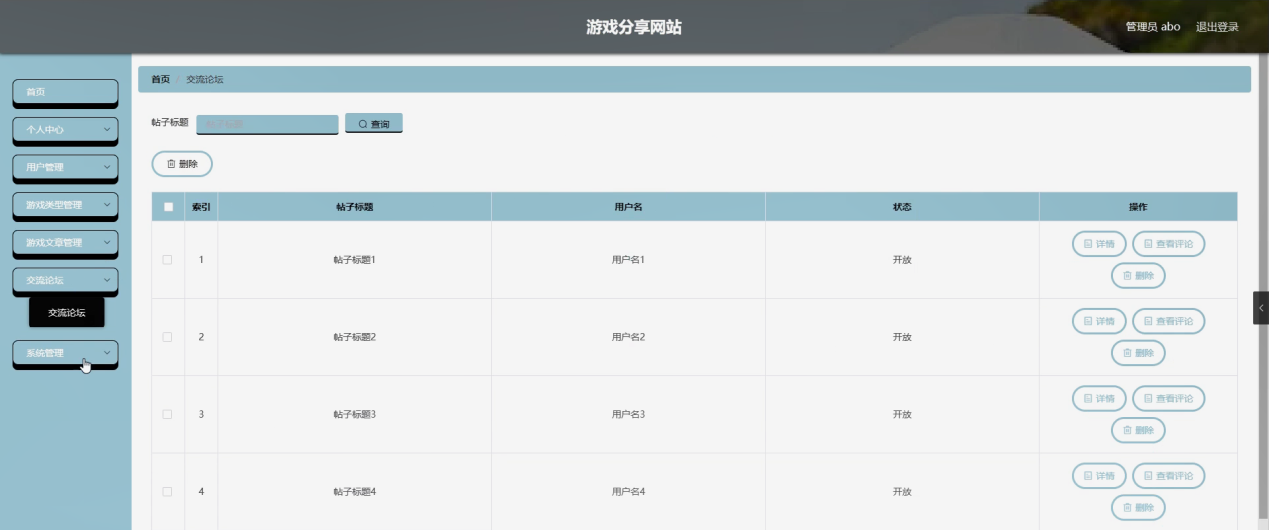 游戏分享网站
管理员 abo 退出登录
首页
个人中心
用户管理
游戏类型管理
游戏文章管理
交流论坛
交流论坛
系统管理
首页 / 交流论坛
帖子标题 帖子标题 查询
删除
索引 帖子标题 用户名 状态 操作
1 帖子标题1 用户名1 开放 详情 查看评论 删除
2 帖子标题2 用户名2 开放 详情 查看评论 删除
3 帖子标题3 用户名3 开放 详情 查看评论 删除
4 帖子标题4 用户名4 开放 详情 查看评论 删除